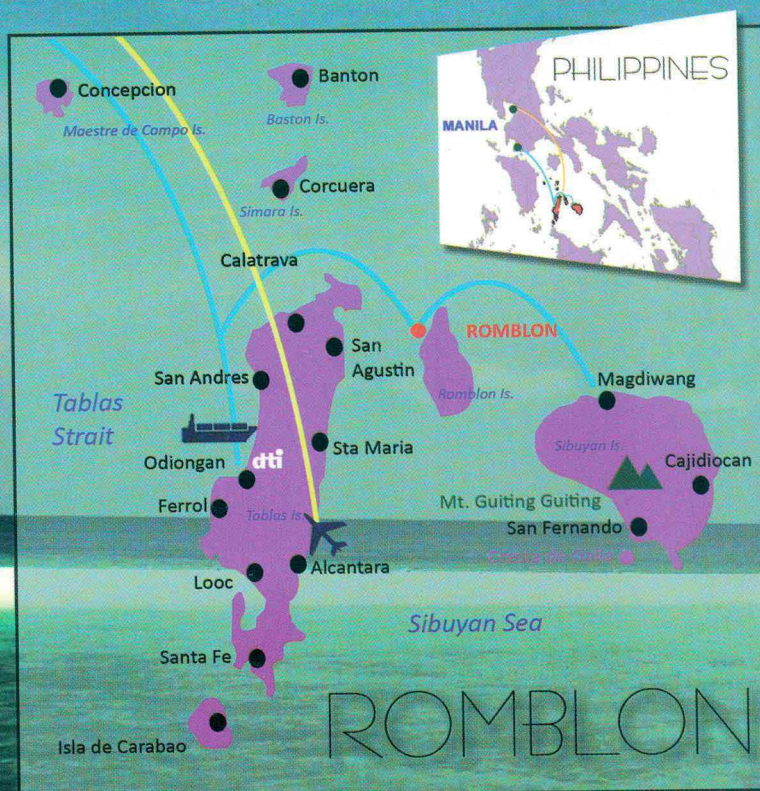 PHILIPPINES
MANILA
Concepcion
Maestre de Campo Is.
Banton
Baston Is.
Corcuera
Simara Is.
Calatrava
ROMBLON
San
Agustin
San Andres
Romblon Is.
Magdiwang
Tablas
Strait
Sta Maria
Sibuyan Is.
Cajidiocan
Odiongan
dti
Mt. Guiting Guiting
Ferrol
Tablas Is.
San Fernando
Alcantara
Looc
Sibuyan Sea
Santa Fe
ROMBLON
Isla de Carabao